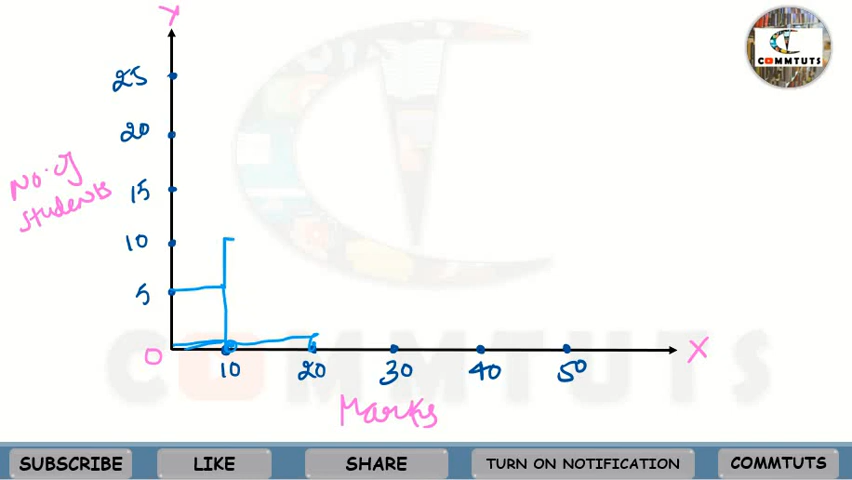 Y
COMMTUTS
25
20
No. of
students
15
10
5
O
10 20 30 40 50
X
Marks
COMMTUTS
SUBSCRIBE LIKE SHARE TURN ON NOTIFICATION COMMTUTS